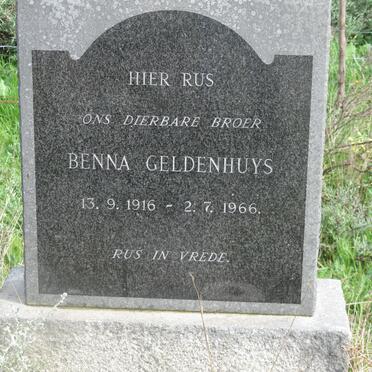 HIER RUS
ONS DIERBARE BROER
BENNA GELDENHUYS
13. 9. 1916 - 2. 7. 1966.
RUS IN VREDE.